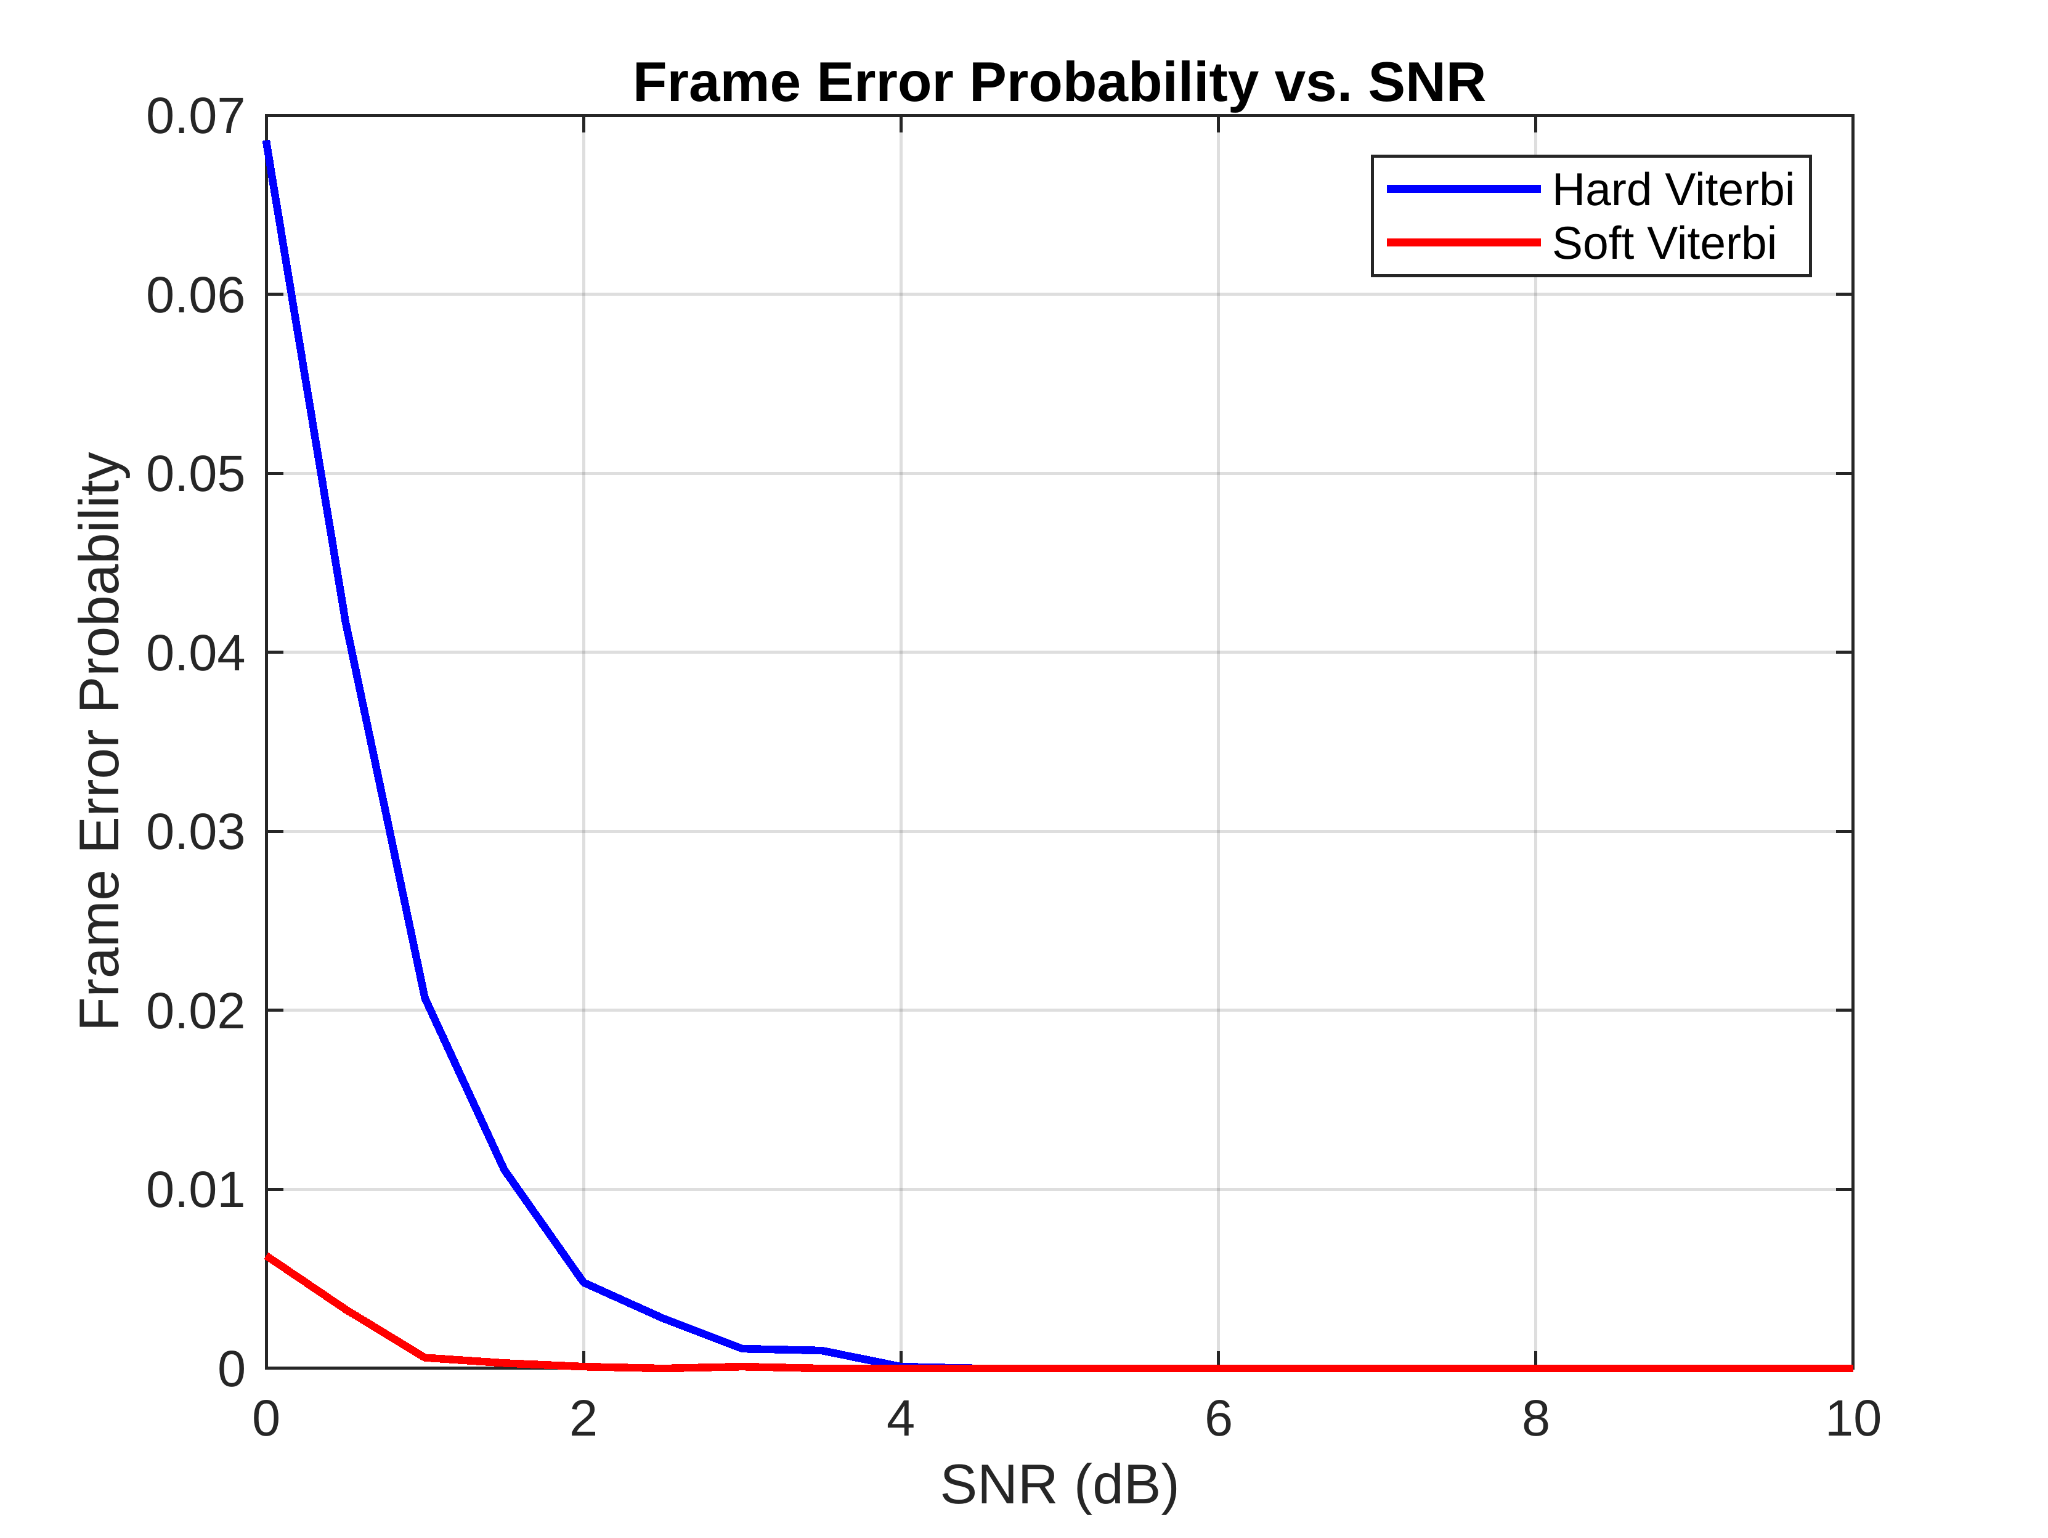 Frame Error Probability vs. SNR
0.07
0.06
0.05
0.04
0.03
0.02
0.01
0
Frame Error Probability
Hard Viterbi
Soft Viterbi
0 2 4 6 8 10
SNR (dB)